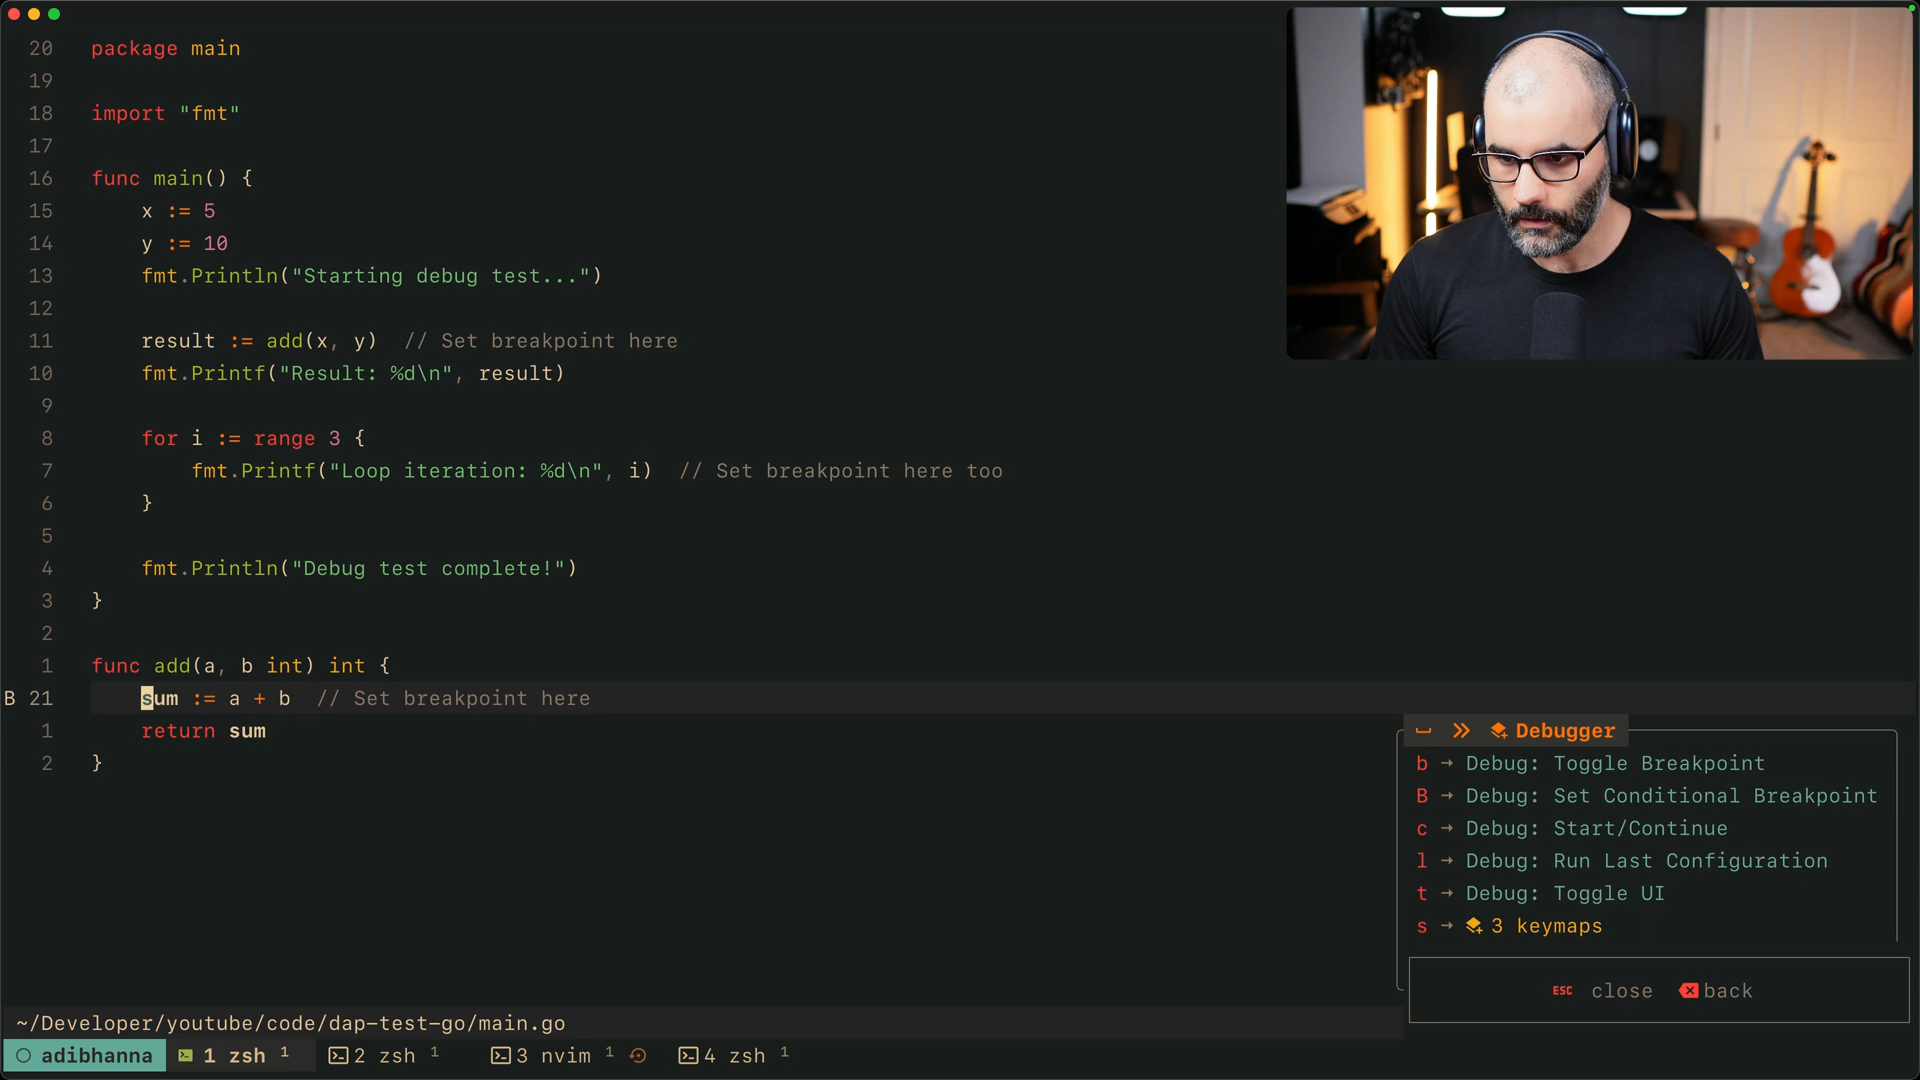 20 package main
19
18 import "fmt"
17
16 func main() {
15 x := 5
14 y := 10
13 fmt.Println("Starting debug test...")
12
11 result := add(x, y) // Set breakpoint here
10 fmt.Printf("Result: %d\n", result)
9
8 for i := range 3 {
7 fmt.Printf("Loop iteration: %d\n", i) // Set breakpoint here too
6 }
5
4 fmt.Println("Debug test complete!")
3 }
2
1 func add(a, b int) int {
B 21 sum := a + b // Set breakpoint here
1 return sum
2 }
Debugger
b → Debug: Toggle Breakpoint
B → Debug: Set Conditional Breakpoint
c → Debug: Start/Continue
l → Debug: Run Last Configuration
t → Debug: Toggle UI
s → 3 keymaps
ESC close back
~/Developer/youtube/code/dap-test-go/main.go
adibhanna 1 zsh 1 2 zsh 1 3 nvim 1 4 zsh 1